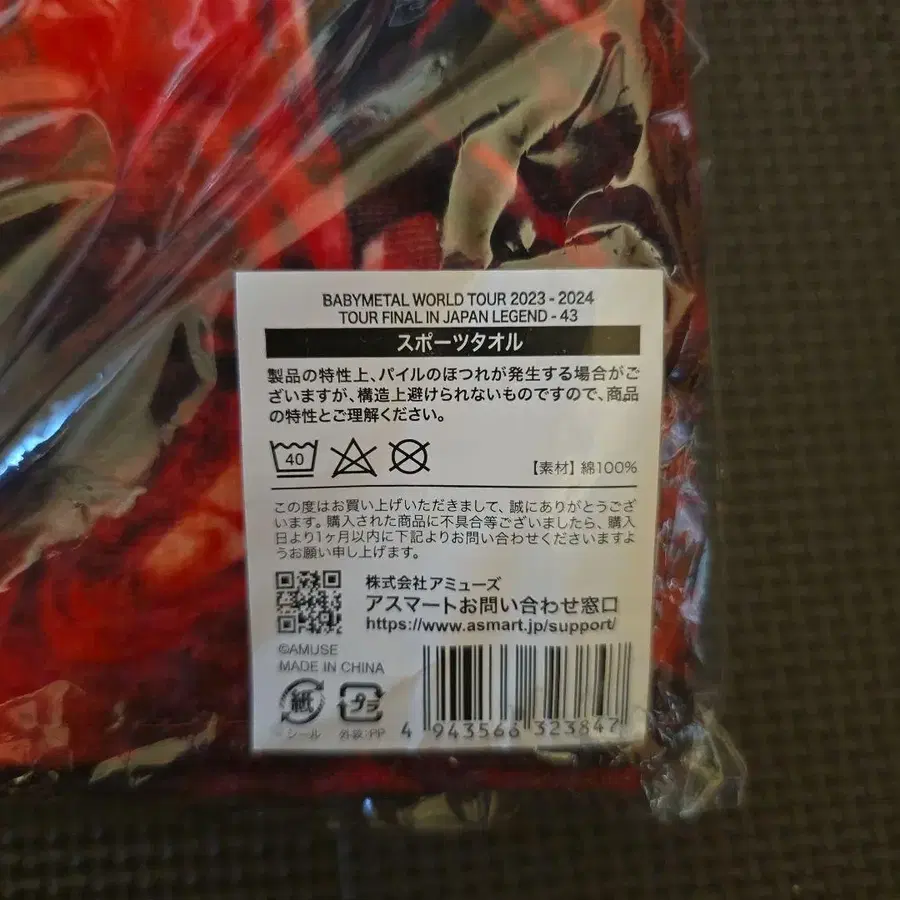 BABYMETAL WORLD TOUR 2023 - 2024
TOUR FINAL IN JAPAN LEGEND - 43
スポーツタオル
製品の特性上、パイルのほつれが発生する場合がご
ざいますが、構造上避けられないものですので、商品
の特性とご理解ください。
40
【素材】綿100%
この度はお買い上げいただきまして、誠にありがとうござ
います。購入された商品に不具合等ございましたら、購入
日より1ヶ月以内に下記よりお問い合わせくださいますよ
うお願い申し上げます。
株式会社アミューズ
アスマートお問い合わせ窓口
https://www.asmart.jp/support/
©AMUSE
MADE IN CHINA
紙 プラ
シール 外袋:PP
4 943566 323847